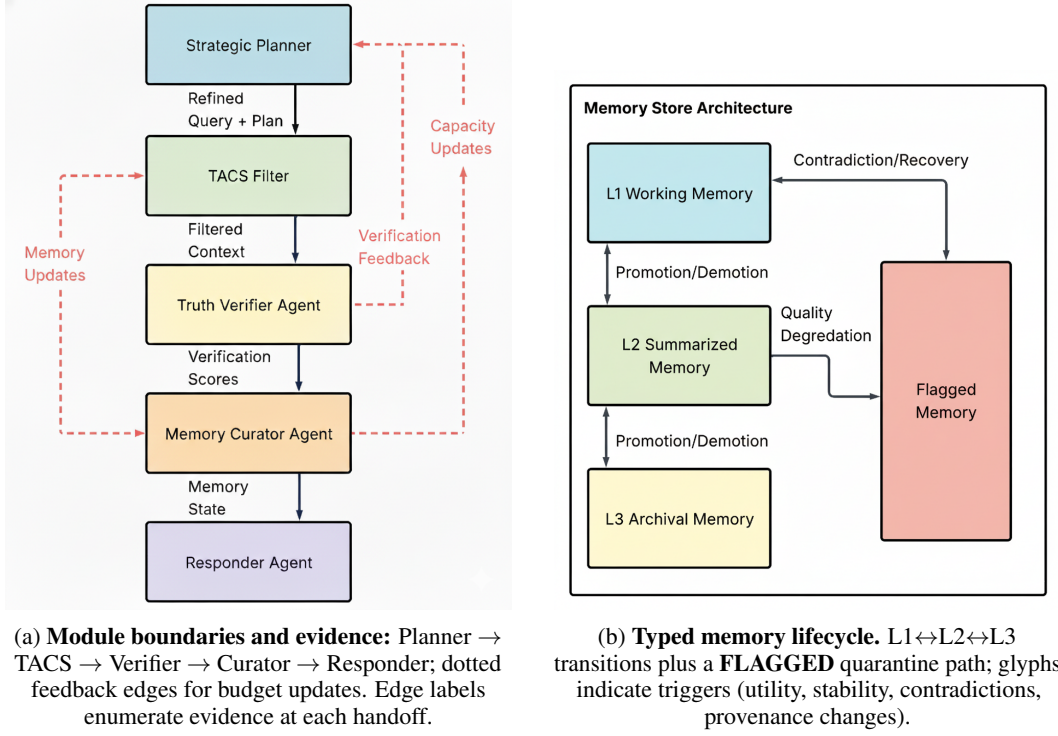 Strategic Planner
Refined
Query + Plan
Capacity
Updates
TACS Filter
Filtered
Context
Verification
Feedback
Memory
Updates
Truth Verifier Agent
Verification
Scores
Memory Curator Agent
Memory
State
Responder Agent
(a) Module boundaries and evidence: Planner →
TACS → Verifier → Curator → Responder; dotted
feedback edges for budget updates. Edge labels
enumerate evidence at each handoff.
Memory Store Architecture
Contradiction/Recovery
L1 Working Memory
Promotion/Demotion
Quality
Degredation
L2 Summarized
Memory
Flagged
Memory
Promotion/Demotion
L3 Archival Memory
(b) Typed memory lifecycle. L1↔L2↔L3
transitions plus a FLAGGED quarantine path; glyphs
indicate triggers (utility, stability, contradictions,
provenance changes).